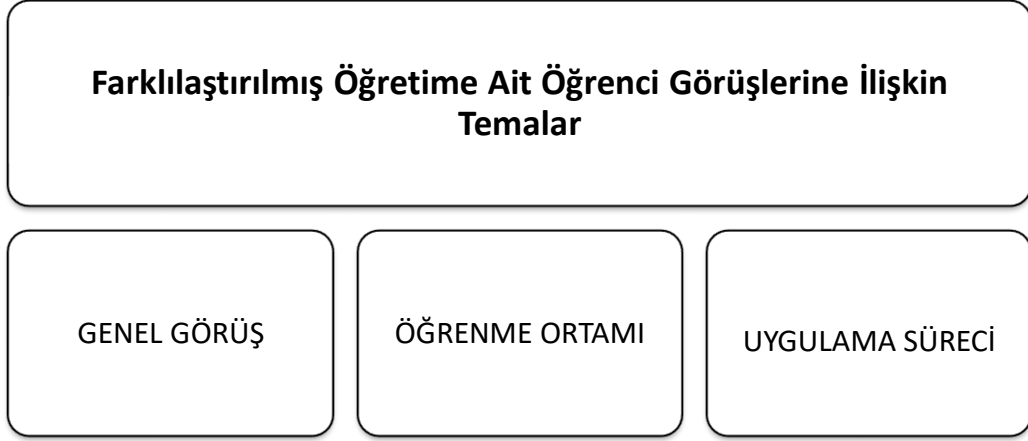 Farklılaştırılmış Öğretime Ait Öğrenci Görüşlerine İlişkin
Temalar
GENEL GÖRÜŞ
ÖĞRENME ORTAMI
UYGULAMA SÜRECİ